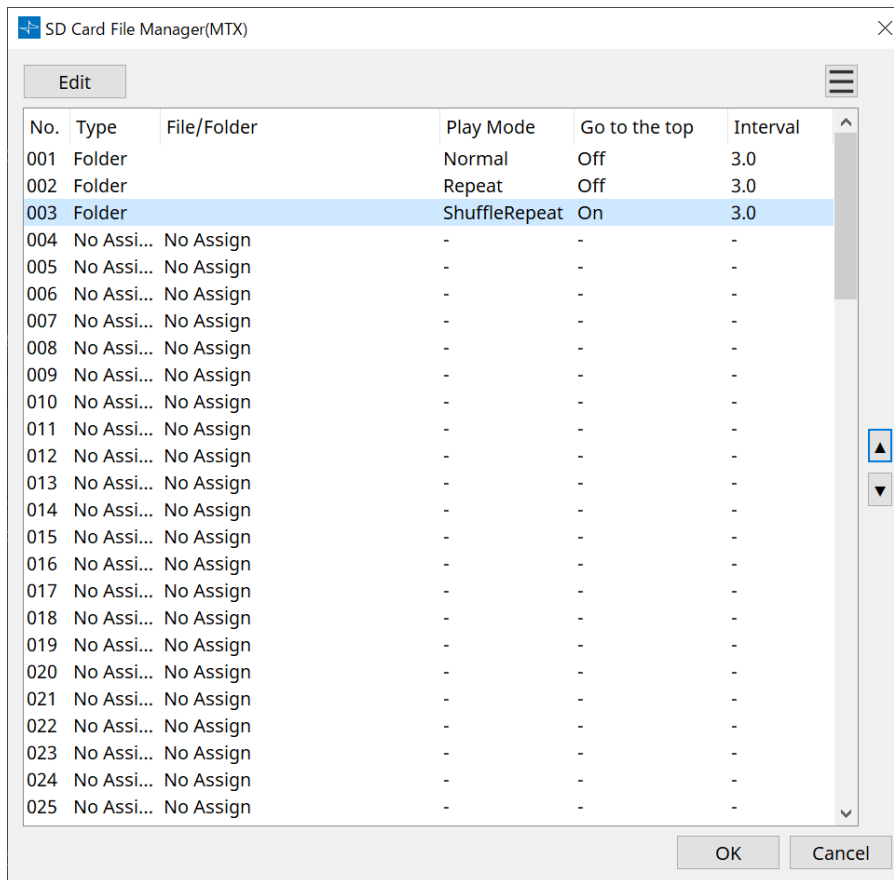 SD Card File Manager(MTX)
Edit
No. Type File/Folder Play Mode Go to the top Interval
001 Folder Normal Off 3.0
002 Folder Repeat Off 3.0
003 Folder ShuffleRepeat On 3.0
004 No Assi... No Assign - - -
005 No Assi... No Assign - - -
006 No Assi... No Assign - - -
007 No Assi... No Assign - - -
008 No Assi... No Assign - - -
009 No Assi... No Assign - - -
010 No Assi... No Assign - - -
011 No Assi... No Assign - - -
012 No Assi... No Assign - - -
013 No Assi... No Assign - - -
014 No Assi... No Assign - - -
015 No Assi... No Assign - - -
016 No Assi... No Assign - - -
017 No Assi... No Assign - - -
018 No Assi... No Assign - - -
019 No Assi... No Assign - - -
020 No Assi... No Assign - - -
021 No Assi... No Assign - - -
022 No Assi... No Assign - - -
023 No Assi... No Assign - - -
024 No Assi... No Assign - - -
025 No Assi... No Assign - - -
OK Cancel